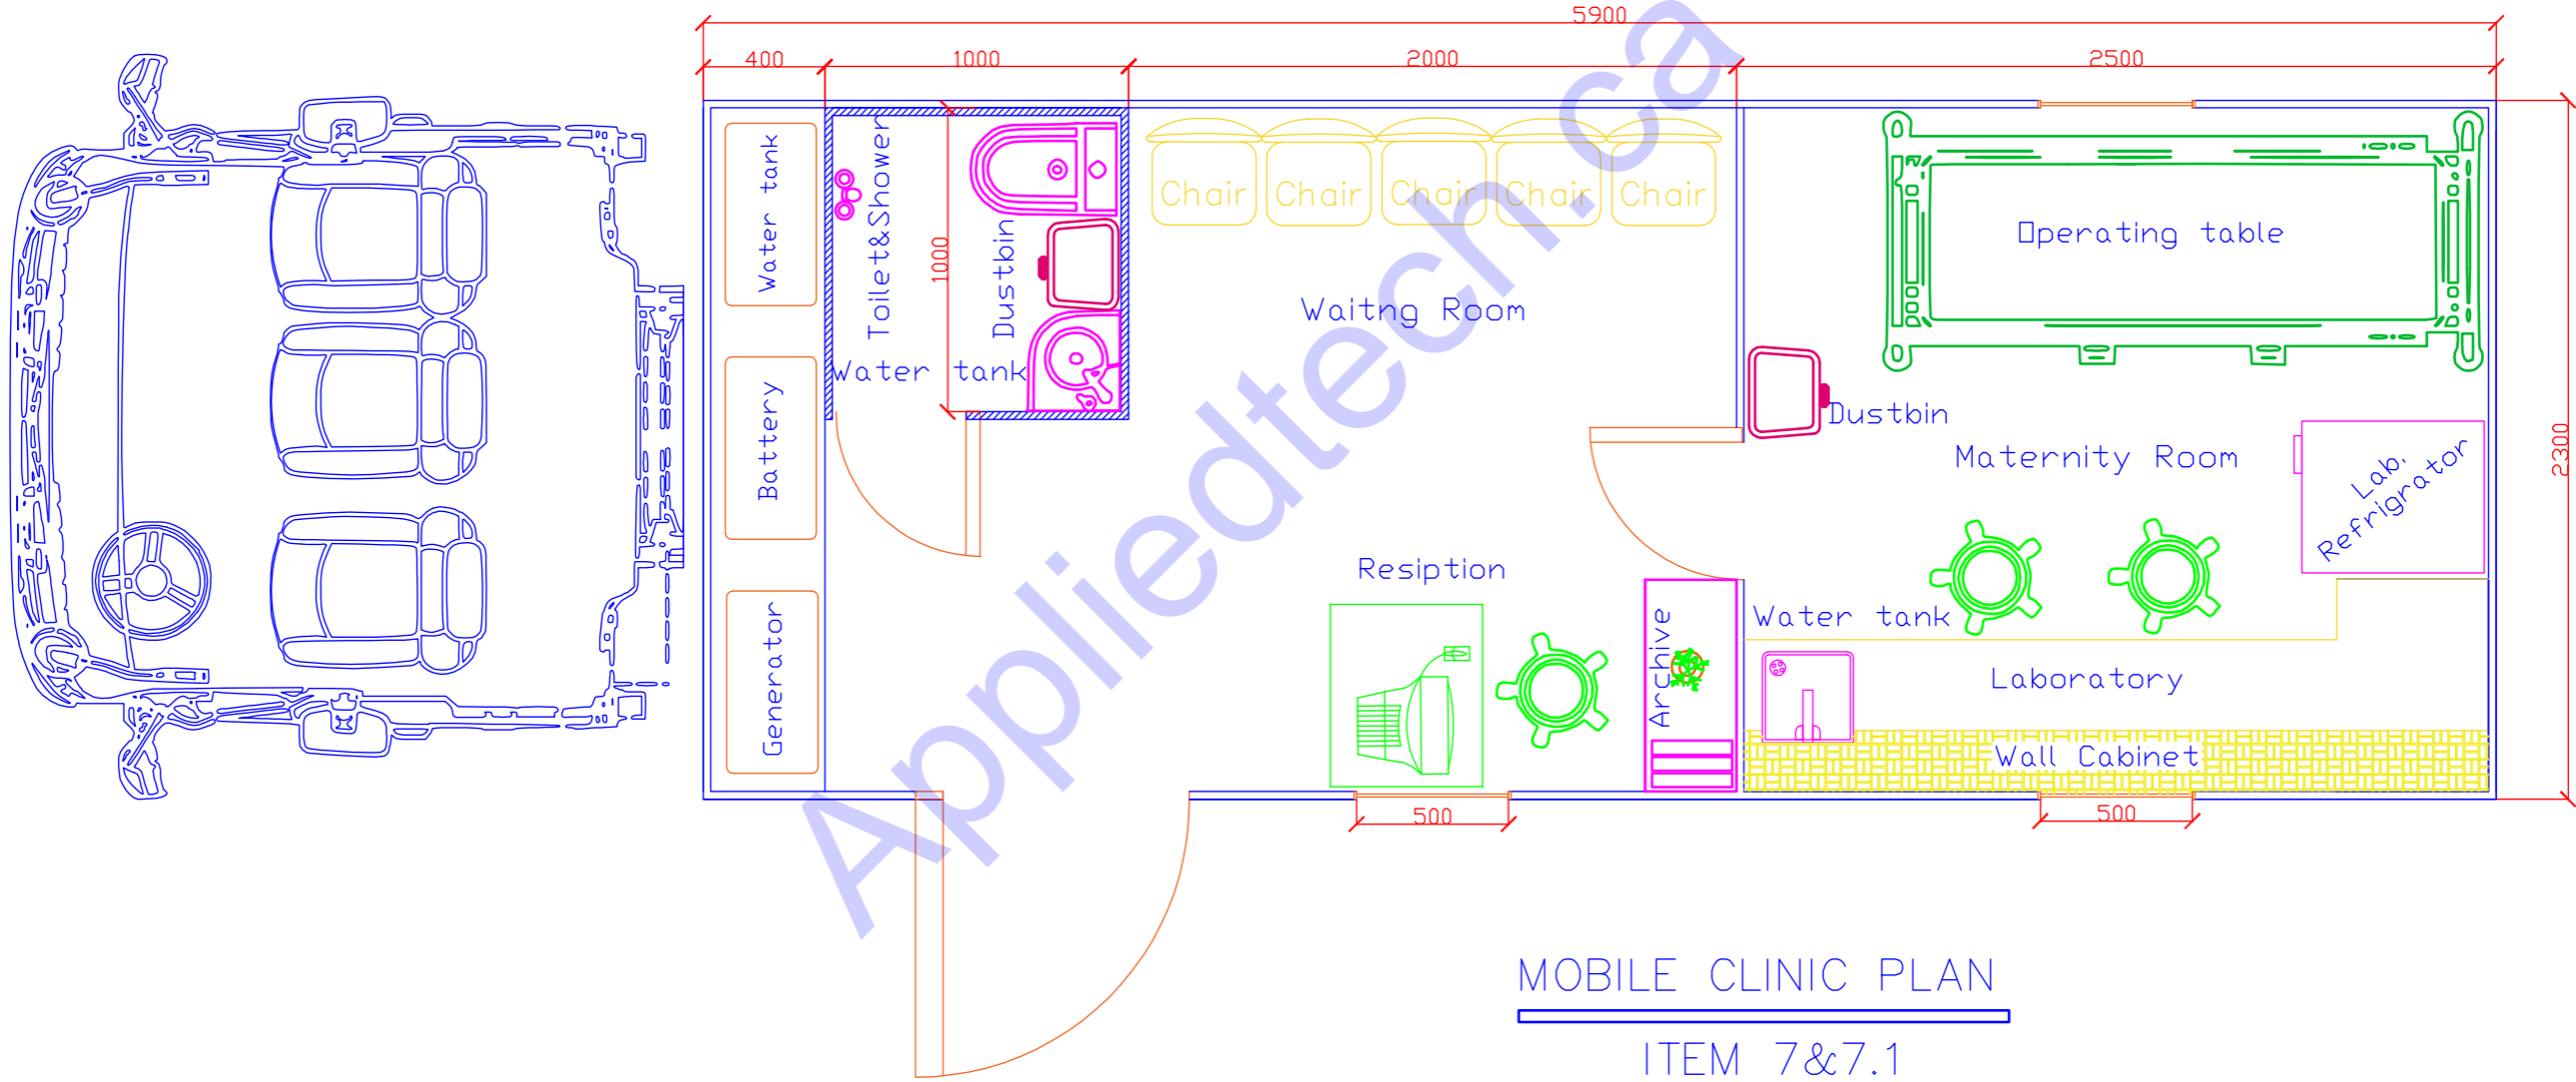 5900
400
1000
2000
2500
Water tank
Battery
Generator
Toilet&Shower
1000
Dustbin
Water tank
Chair
Chair
Chair
Chair
Chair
Waitng Room
Resiption
Archive
Operating table
Dustbin
Maternity Room
Lab.
Refrigrator
Water tank
Laboratory
Wall Cabinet
2300
500
500
Appliedtech.ca
MOBILE CLINIC PLAN
ITEM 7&7.1